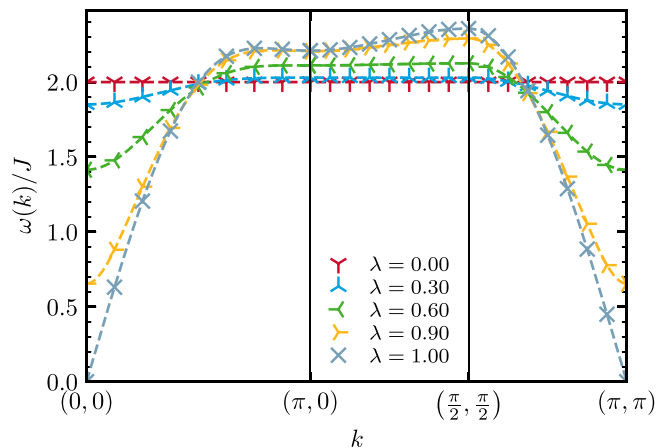 ω(k)/J
2.0
1.5
1.0
0.5
0.0
λ = 0.00
λ = 0.30
λ = 0.60
λ = 0.90
λ = 1.00
(0, 0) (π, 0) (π/2, π/2) (π, π)
k